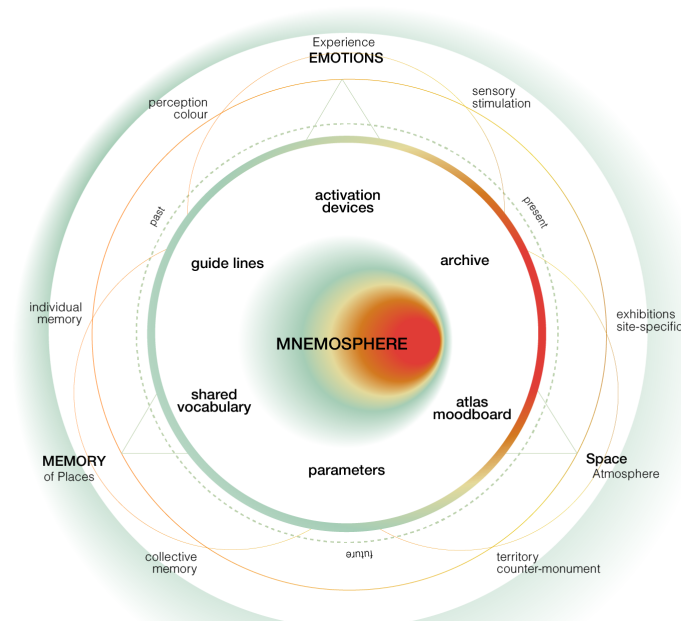 Experience
EMOTIONS
perception
colour
sensory
stimulation
past
present
activation
devices
guide lines
archive
individual
memory
exhibitions
site-specific
MNEMOSPHERE
shared
vocabulary
atlas
moodboard
MEMORY
of Places
Space
Atmosphere
parameters
future
collective
memory
territory
counter-monument